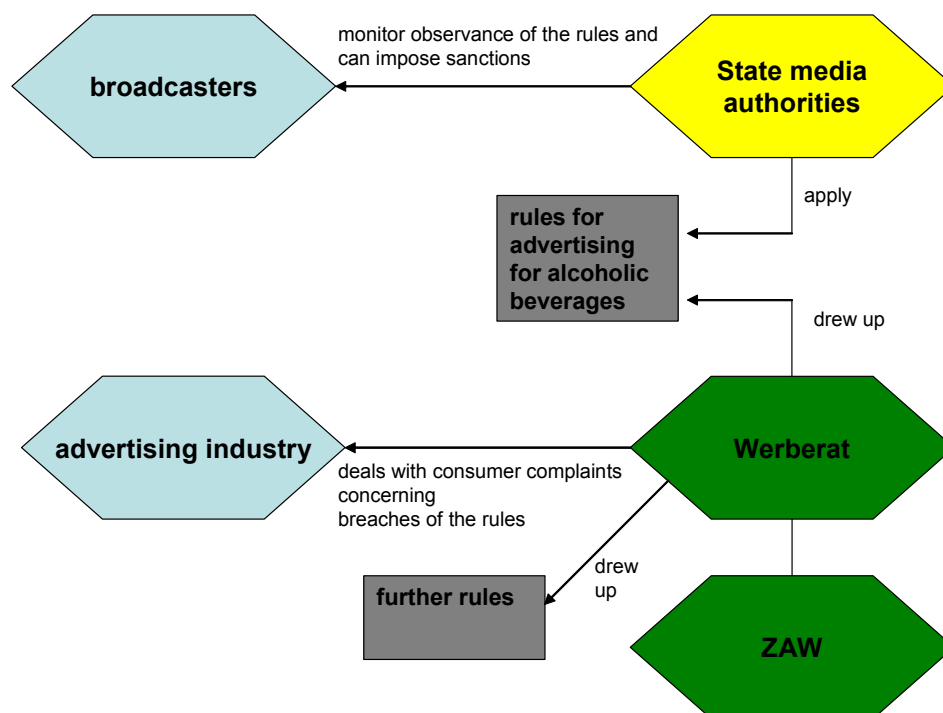 monitor observance of the rules and
can impose sanctions
broadcasters
State media
authorities
apply
rules for
advertising
for alcoholic
beverages
drew up
advertising industry
Werberat
deals with consumer complaints
concerning
breaches of the rules
drew
up
further rules
ZAW